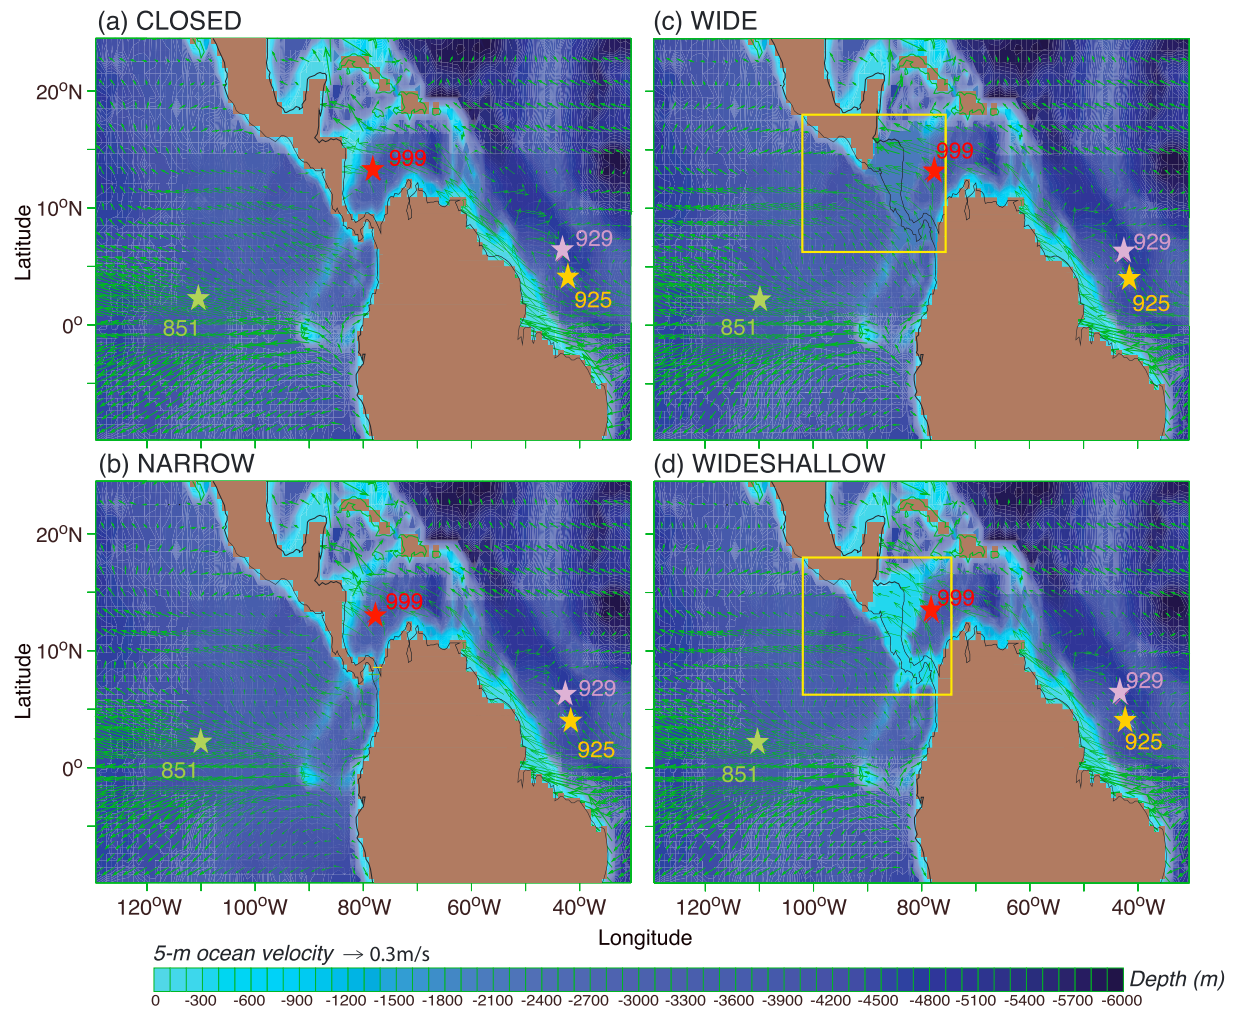 (a) CLOSED
(c) WIDE
20°N
10°N
0°
Latitude
999
929
925
851
999
929
925
851
(b) NARROW
(d) WIDESHALLOW
20°N
10°N
0°
Latitude
999
929
925
851
999
929
925
851
120°W 100°W 80°W 60°W 40°W
120°W 100°W 80°W 60°W 40°W
Longitude
5-m ocean velocity → 0.3m/s
0 -300 -600 -900 -1200 -1500 -1800 -2100 -2400 -2700 -3000 -3300 -3600 -3900 -4200 -4500 -4800 -5100 -5400 -5700 -6000
Depth (m)